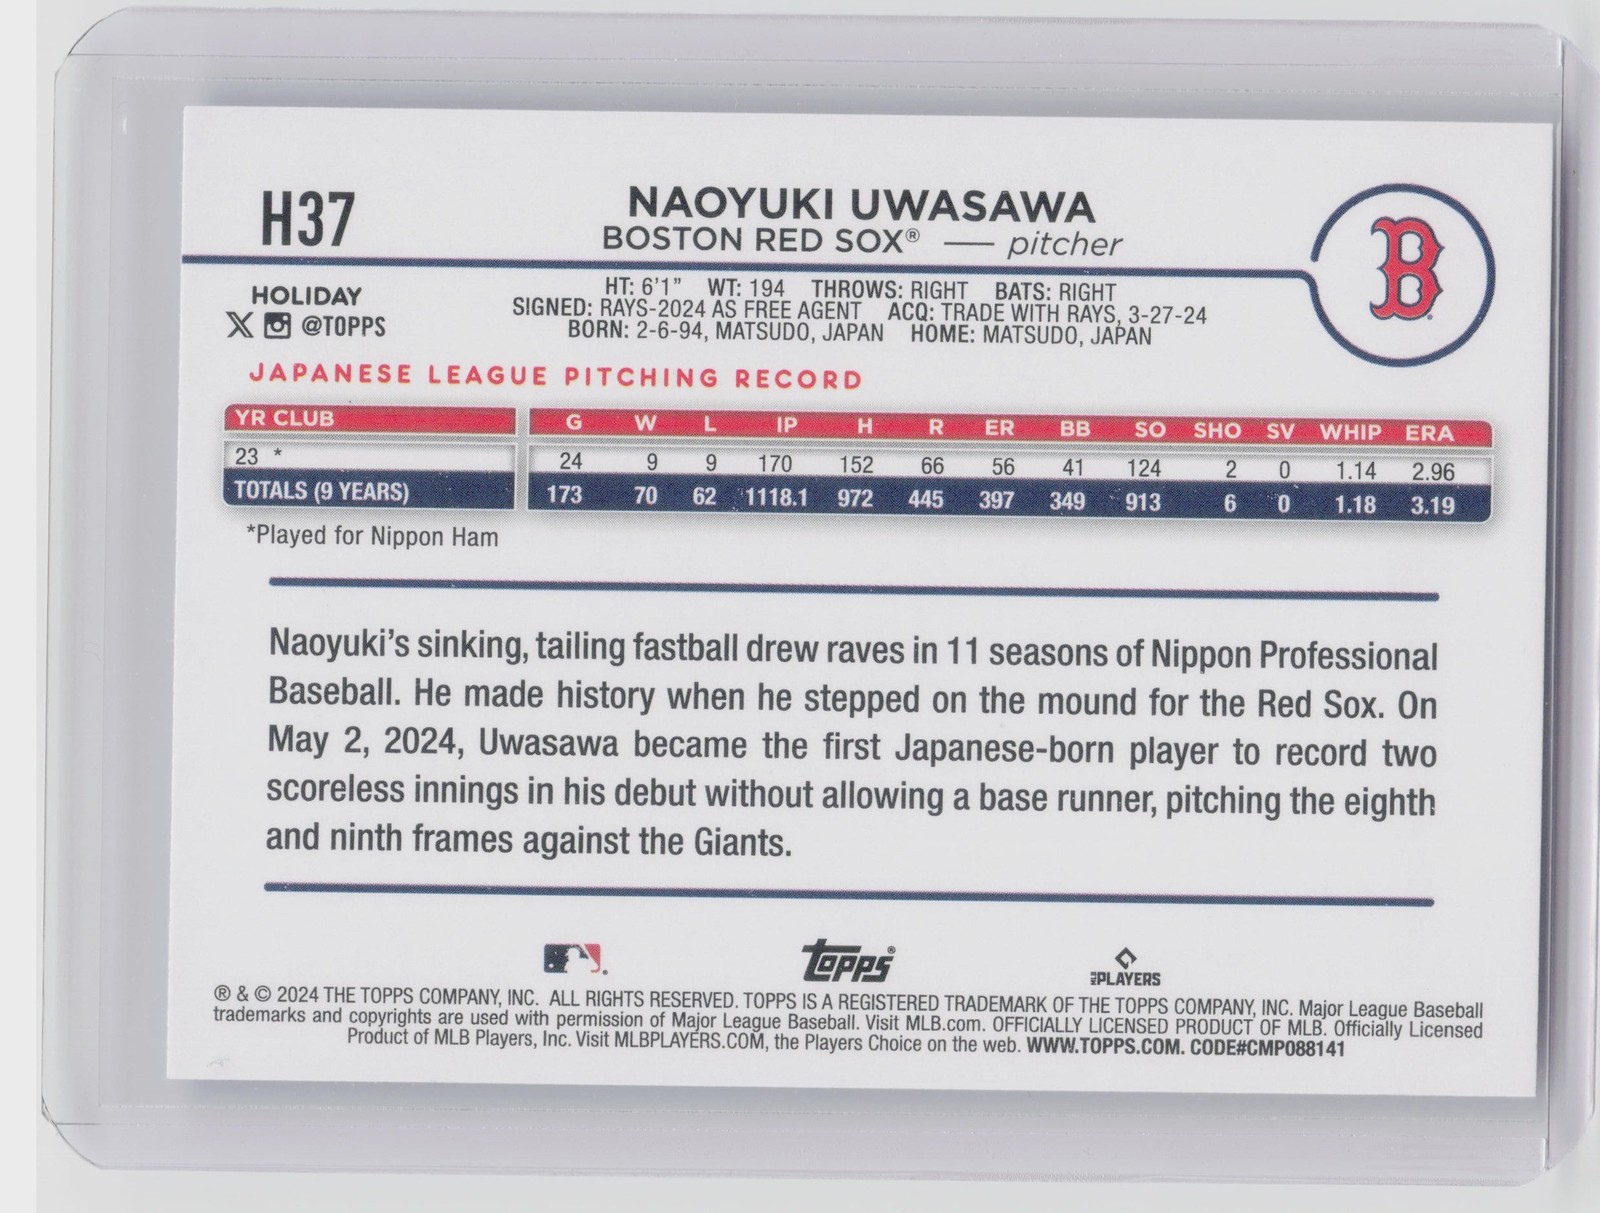 H37
NAOYUKI UWASAWA
BOSTON RED SOX® — pitcher
B
HOLIDAY
X @TOPPS
HT: 6'1" WT: 194 THROWS: RIGHT BATS: RIGHT
SIGNED: RAYS-2024 AS FREE AGENT ACQ: TRADE WITH RAYS, 3-27-24
BORN: 2-6-94, MATSUDO, JAPAN HOME: MATSUDO, JAPAN
JAPANESE LEAGUE PITCHING RECORD
YR CLUB G W L IP H R ER BB SO SHO SV WHIP ERA
23 * 24 9 9 170 152 66 56 41 124 2 0 1.14 2.96
TOTALS (9 YEARS) 173 70 62 1118.1 972 445 397 349 913 6 0 1.18 3.19
*Played for Nippon Ham
Naoyuki's sinking, tailing fastball drew raves in 11 seasons of Nippon Professional
Baseball. He made history when he stepped on the mound for the Red Sox. On
May 2, 2024, Uwasawa became the first Japanese-born player to record two
scoreless innings in his debut without allowing a base runner, pitching the eighth
and ninth frames against the Giants.
Topps®
MLB PLAYERS
® & © 2024 THE TOPPS COMPANY, INC. ALL RIGHTS RESERVED. TOPPS IS A REGISTERED TRADEMARK OF THE TOPPS COMPANY, INC. Major League Baseball
trademarks and copyrights are used with permission of Major League Baseball. Visit MLB.com. OFFICIALLY LICENSED PRODUCT OF MLB. Officially Licensed
Product of MLB Players, Inc. Visit MLBPLAYERS.COM, the Players Choice on the web. WWW.TOPPS.COM. CODE#CMP088141